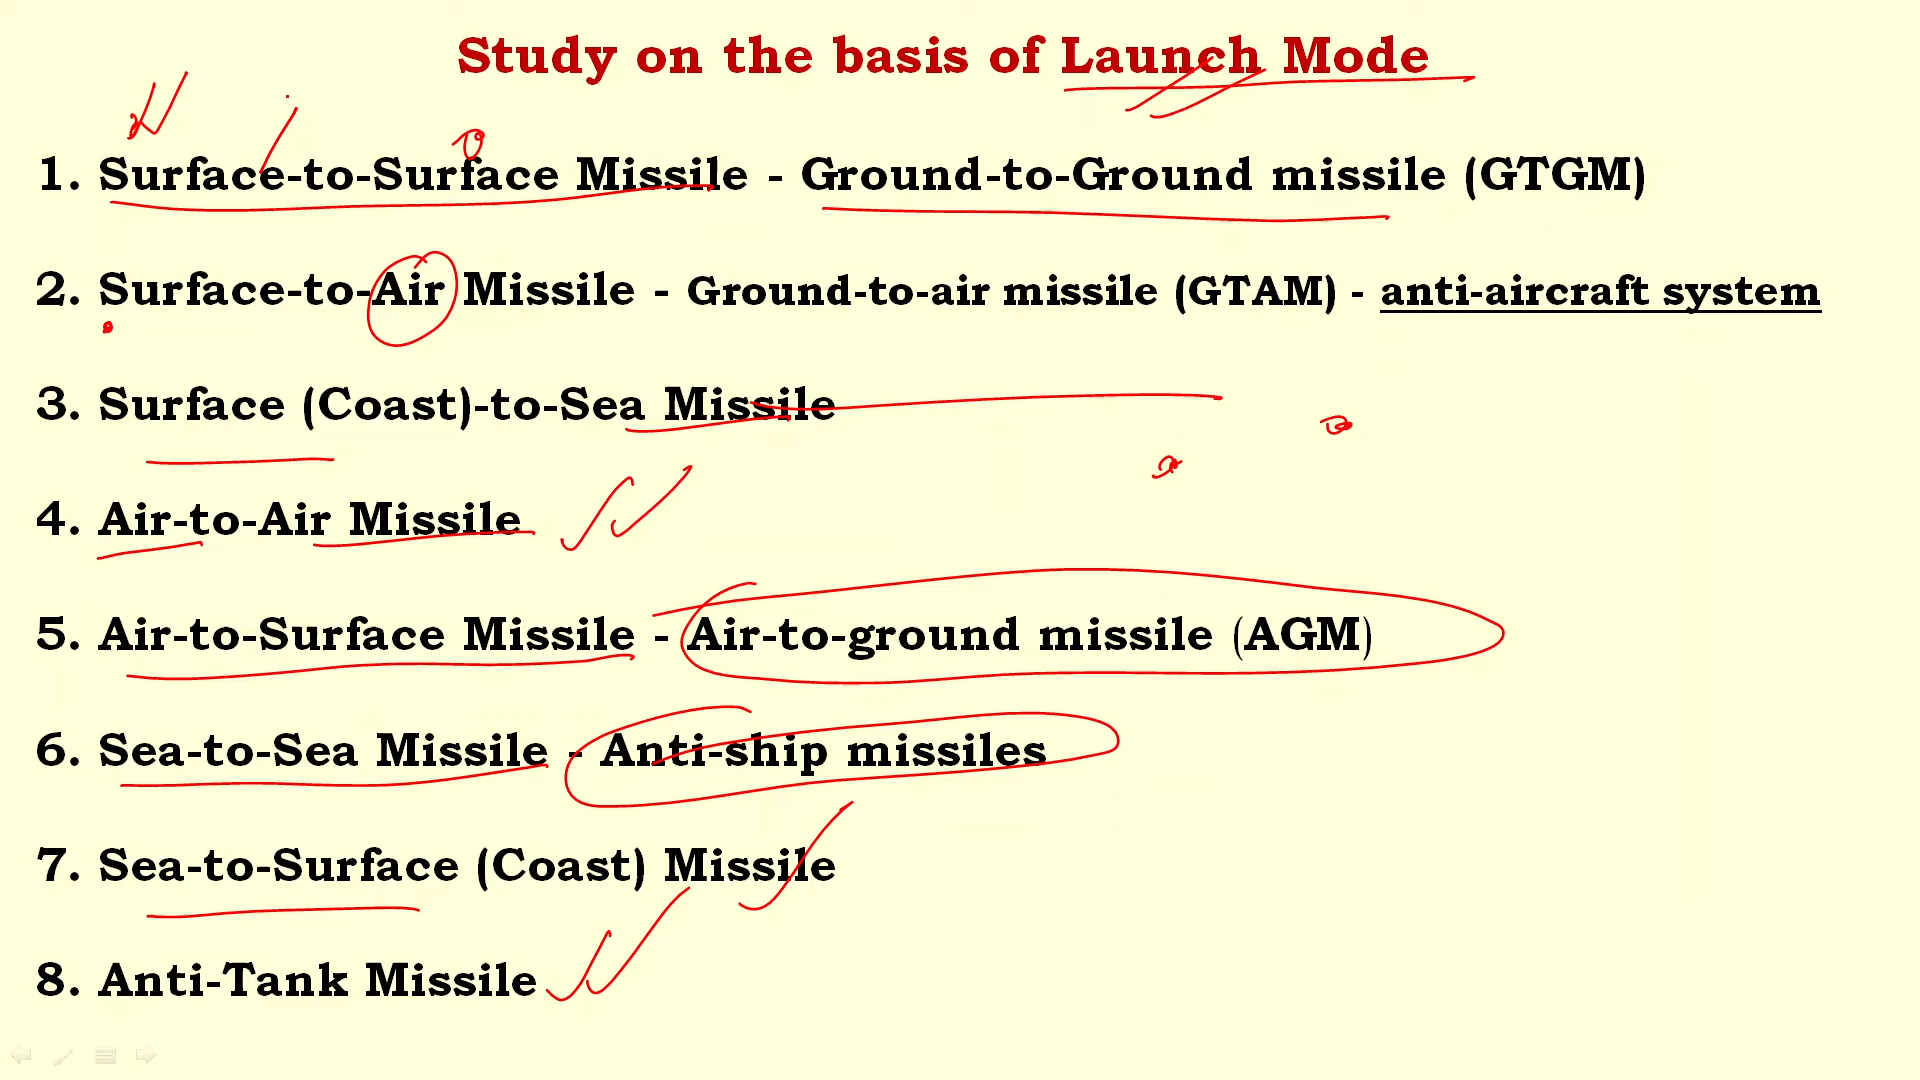 Study on the basis of Launch Mode
1. Surface-to-Surface Missile - Ground-to-Ground missile (GTGM)
2. Surface-to-Air Missile - Ground-to-air missile (GTAM) - anti-aircraft system
3. Surface (Coast)-to-Sea Missile
4. Air-to-Air Missile
5. Air-to-Surface Missile - Air-to-ground missile (AGM)
6. Sea-to-Sea Missile - Anti-ship missiles
7. Sea-to-Surface (Coast) Missile
8. Anti-Tank Missile